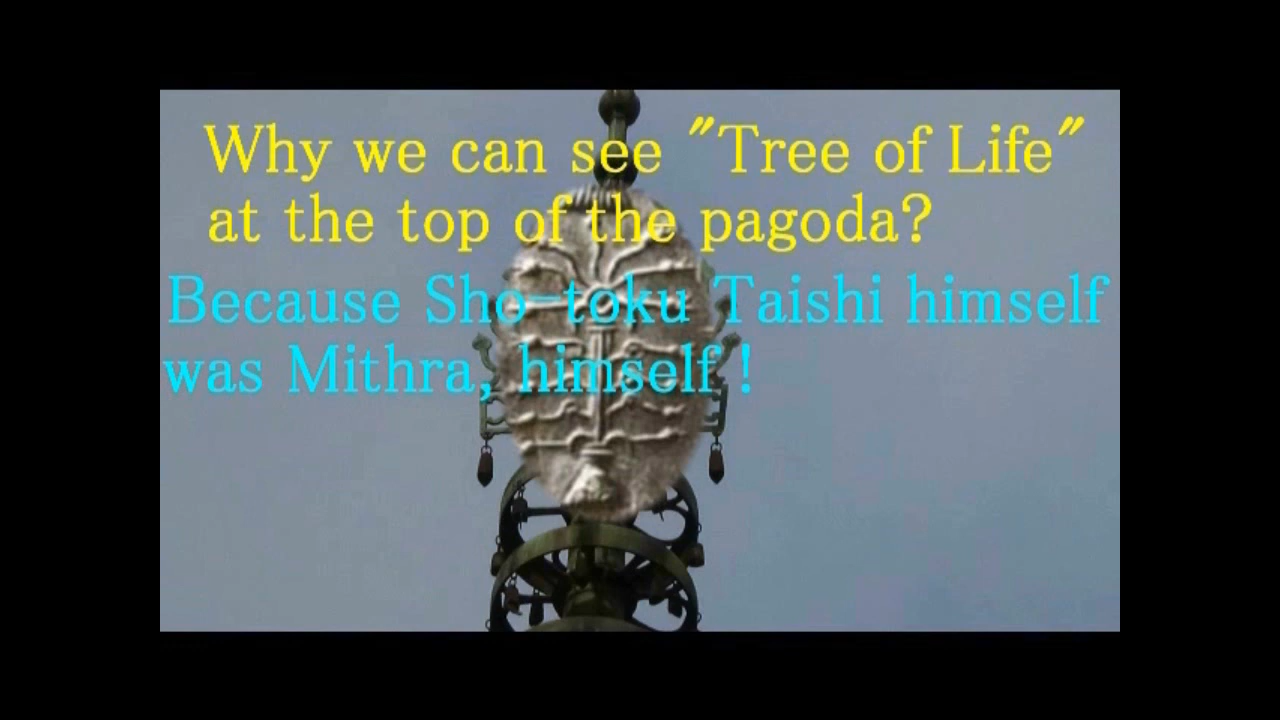 Why we can see "Tree of Life"
at the top of the pagoda?
Because Sho-toku Taishi himself
was Mithra, himself !